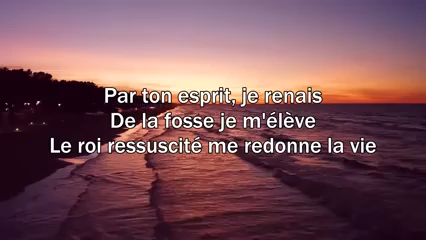 Par ton esprit, je renais
De la fosse je m'élève
Le roi ressuscité me redonne la vie